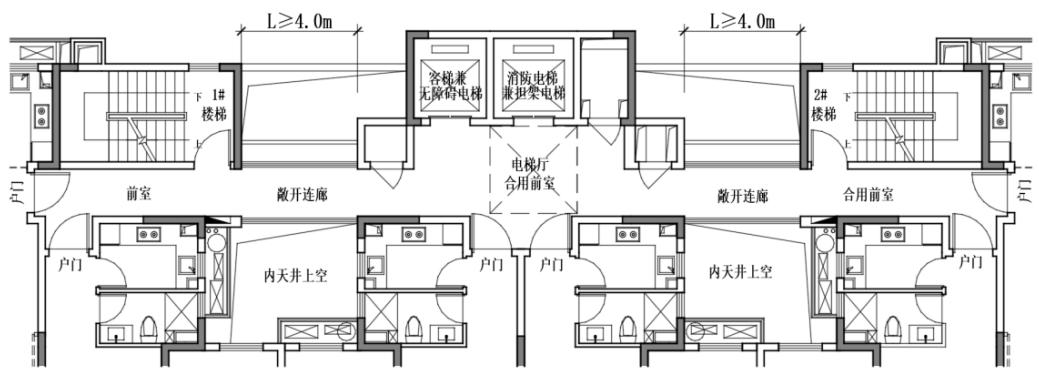 L≥4.0m
L≥4.0m
客梯兼
无障碍电梯
消防电梯
兼担架电梯
下
1#
楼梯
上
2#
楼梯
下
上
电梯厅
合用前室
户门
前室
敞开连廊
敞开连廊
合用前室
户门
户门
内天井上空
户门
户门
内天井上空
户门